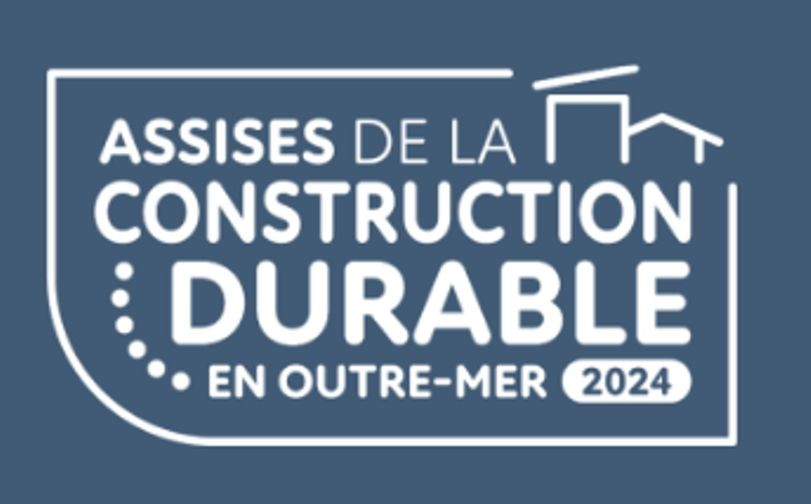 ASSISES DE LA
CONSTRUCTION
DURABLE
EN OUTRE-MER 2024